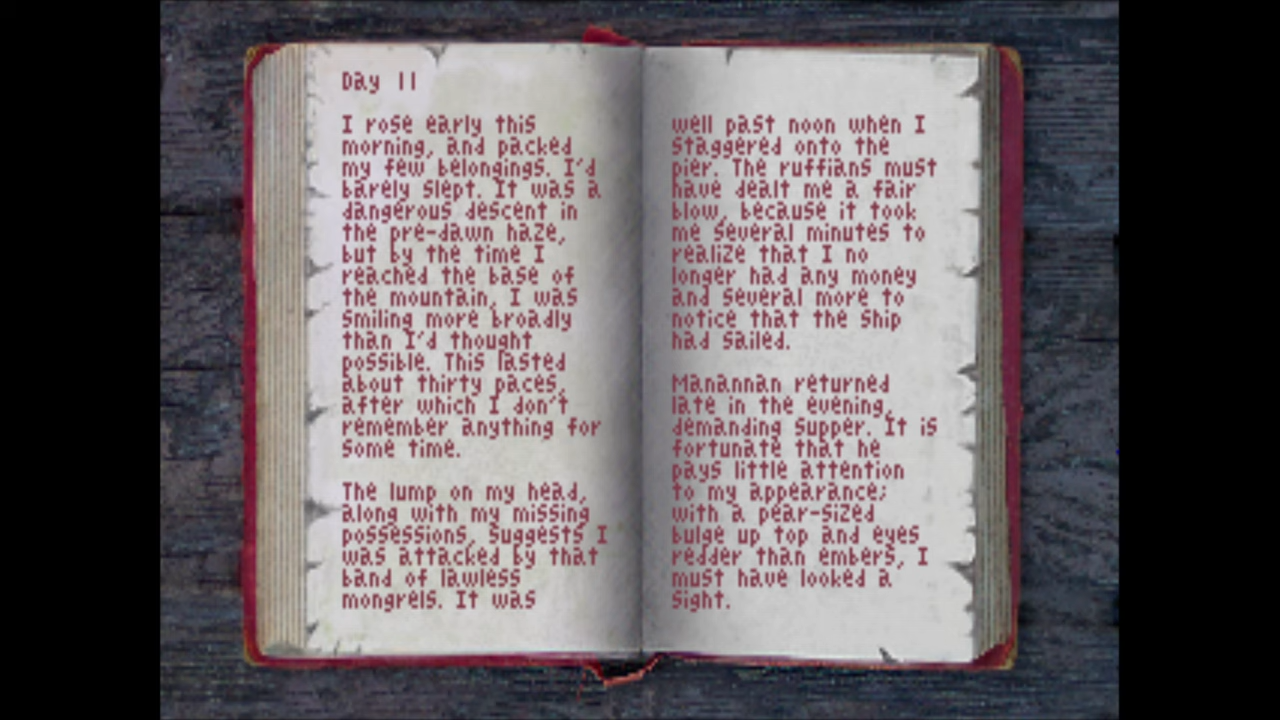 Day 11
I rose early this
morning, and packed
my few belongings. I'd
barely slept. It was a
dangerous descent in
the pre-dawn haze,
but by the time I
reached the base of
the mountain, I was
smiling more broadly
than I'd thought
possible. This lasted
about thirty paces,
after which I don't
remember anything for
some time.
The lump on my head,
along with my missing
possessions, suggests I
was attacked by that
band of lawless
mongrels. It was
well past noon when I
staggered onto the
pier. The ruffians must
have dealt me a fair
blow, because it took
me several minutes to
realize that I no
longer had any money
and several more to
notice that the ship
had sailed.
Manannan returned
late in the evening,
demanding supper. It is
fortunate that he
pays little attention
to my appearance;
with a pear-sized
bulge up top and eyes
redder than embers, I
must have looked a
sight.